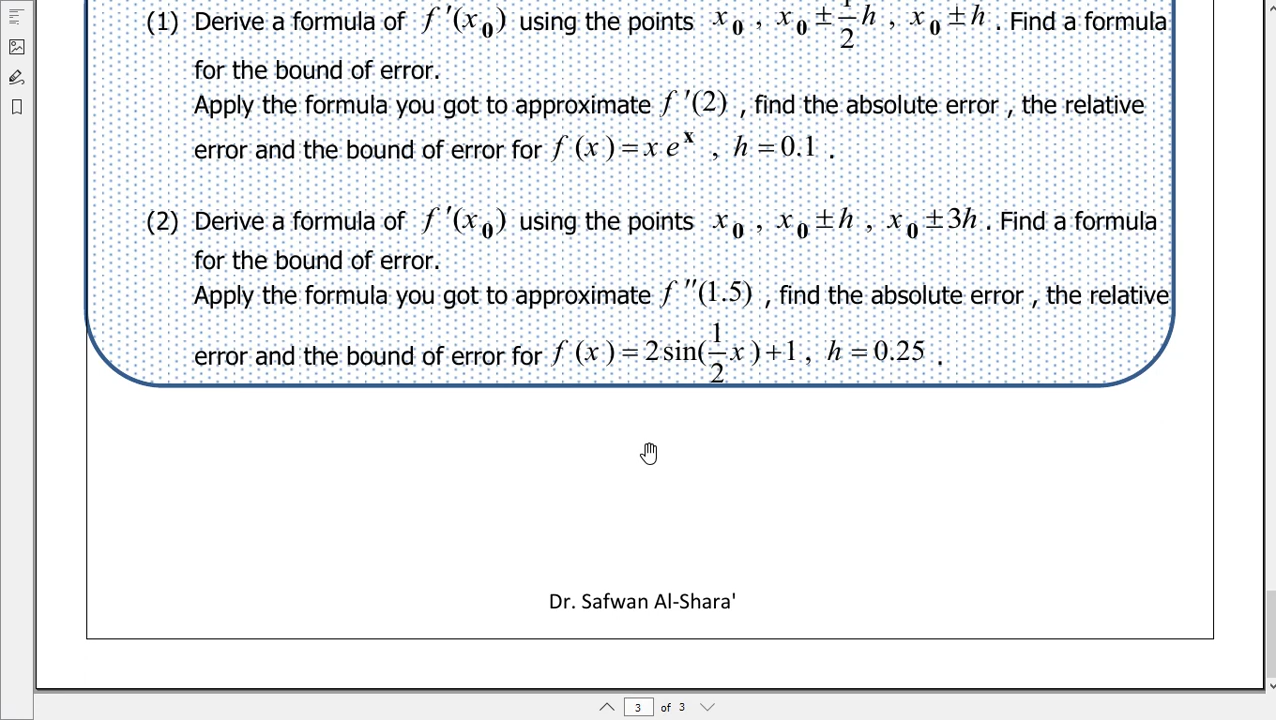 (1) Derive a formula of f ′(x₀) using the points x₀ , x₀ ± 1/2 h , x₀ ± h . Find a formula
for the bound of error.
Apply the formula you got to approximate f ′(2) , find the absolute error , the relative
error and the bound of error for f (x) = x eˣ , h = 0.1 .
(2) Derive a formula of f ′(x₀) using the points x₀ , x₀ ± h , x₀ ± 3h . Find a formula
for the bound of error.
Apply the formula you got to approximate f ″(1.5) , find the absolute error , the relative
error and the bound of error for f (x) = 2 sin(1/2 x) + 1 , h = 0.25 .
Dr. Safwan Al-Shara'
3 of 3